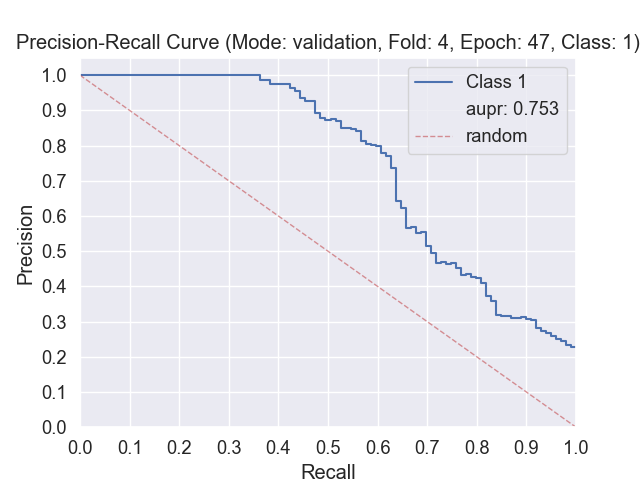 Precision-Recall Curve (Mode: validation, Fold: 4, Epoch: 47, Class: 1)
Class 1
aupr: 0.753
random
Precision
1.0
0.9
0.8
0.7
0.6
0.5
0.4
0.3
0.2
0.1
0.0
0.0 0.1 0.2 0.3 0.4 0.5 0.6 0.7 0.8 0.9 1.0
Recall